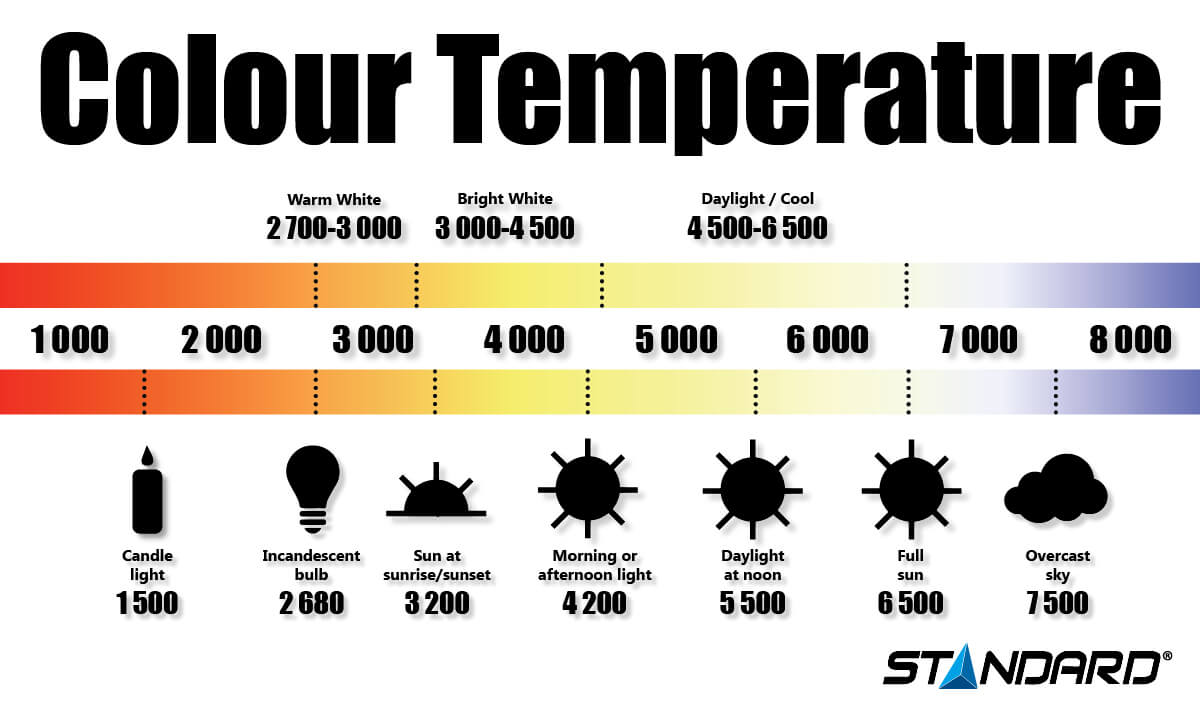 Colour Temperature
Warm White
2 700-3 000
Bright White
3 000-4 500
Daylight / Cool
4 500-6 500
1 000 2 000 3 000 4 000 5 000 6 000 7 000 8 000
Candle
light
1 500
Incandescent
bulb
2 680
Sun at
sunrise/sunset
3 200
Morning or
afternoon light
4 200
Daylight
at noon
5 500
Full
sun
6 500
Overcast
sky
7 500
STANDARD®